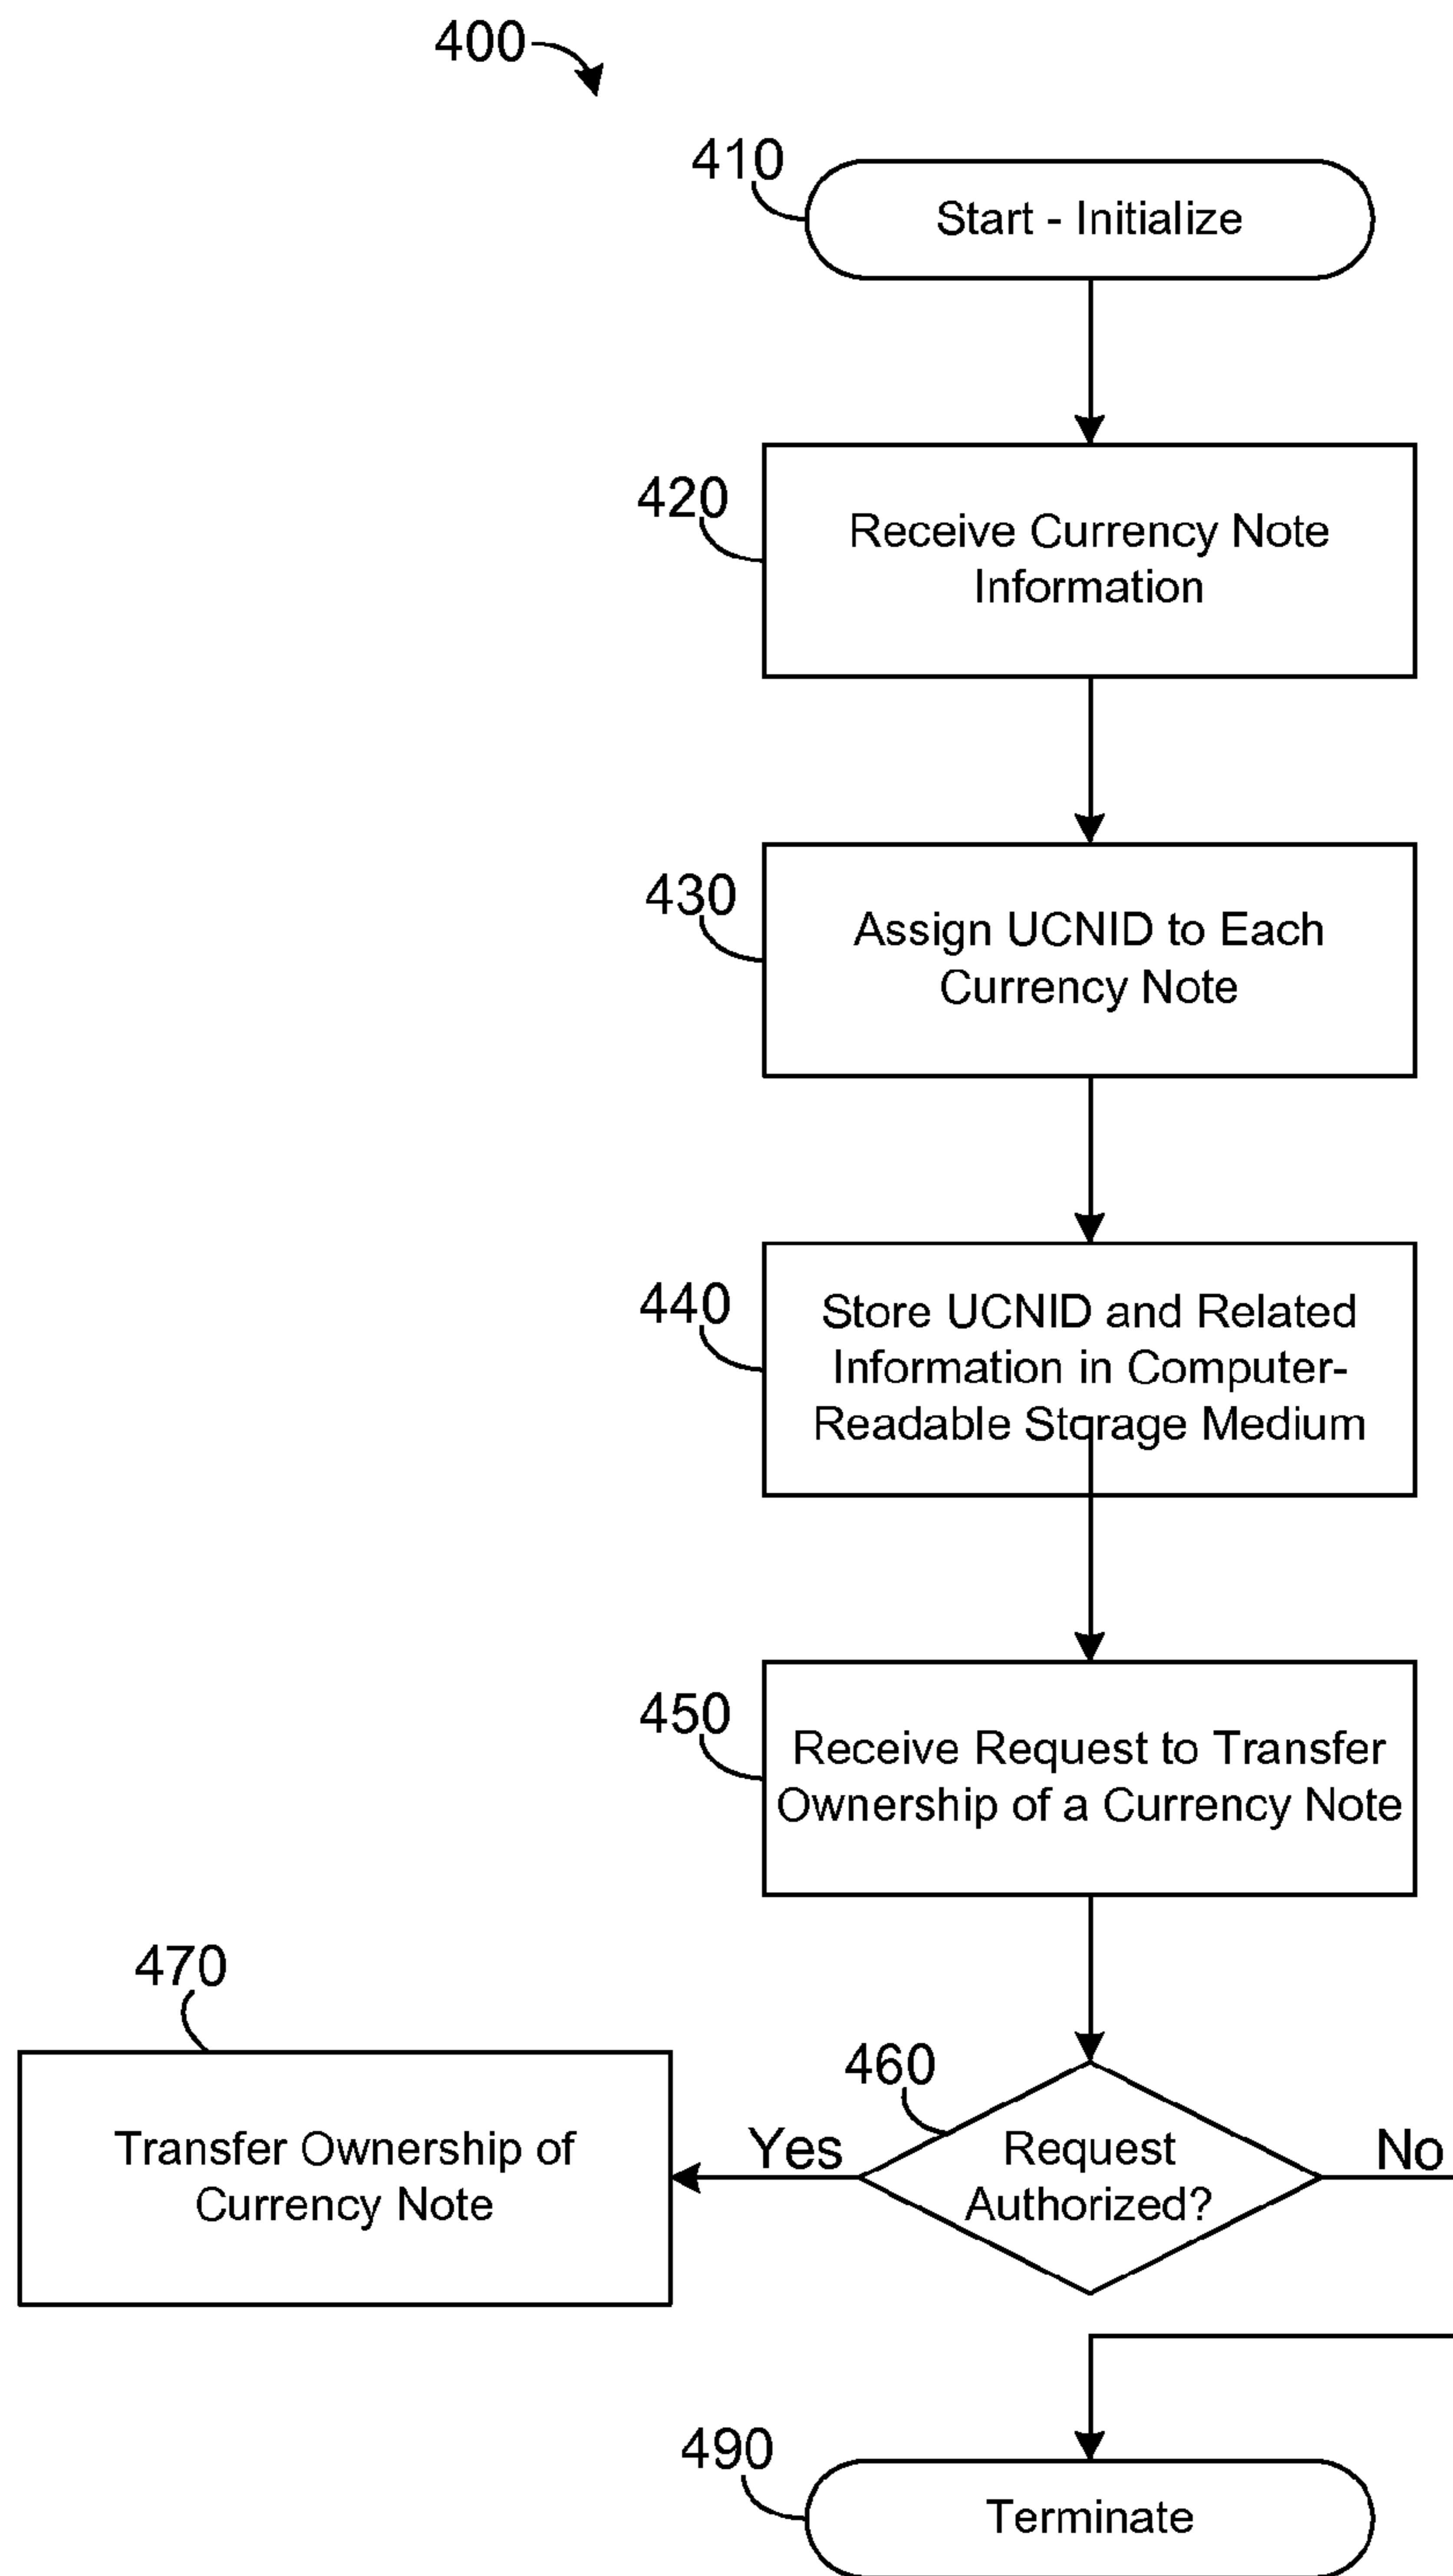 400
410
Start - Initialize
420
Receive Currency Note
Information
430
Assign UCNID to Each
Currency Note
440
Store UCNID and Related
Information in Computer-
Readable Storage Medium
450
Receive Request to Transfer
Ownership of a Currency Note
470
Transfer Ownership of
Currency Note
460
Yes
Request
Authorized?
No
490
Terminate